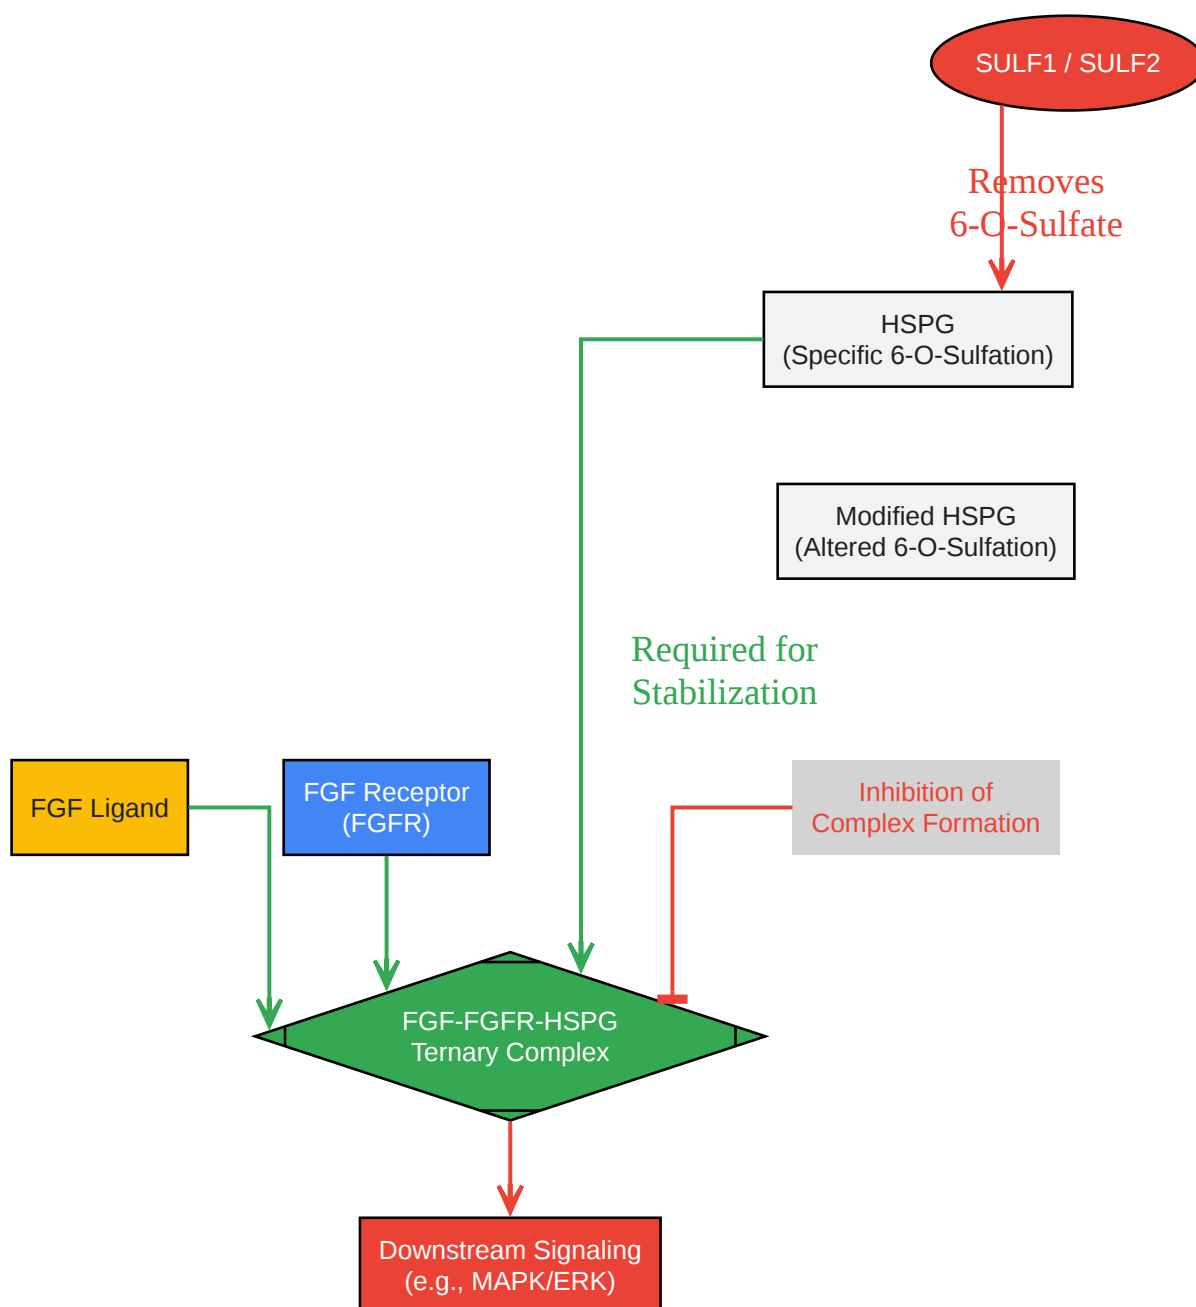 SULF1 / SULF2
Removes
6-O-Sulfate
HSPG
(Specific 6-O-Sulfation)
Modified HSPG
(Altered 6-O-Sulfation)
Required for
Stabilization
FGF Ligand
FGF Receptor
(FGFR)
Inhibition of
Complex Formation
FGF-FGFR-HSPG
Ternary Complex
Downstream Signaling
(e.g., MAPK/ERK)